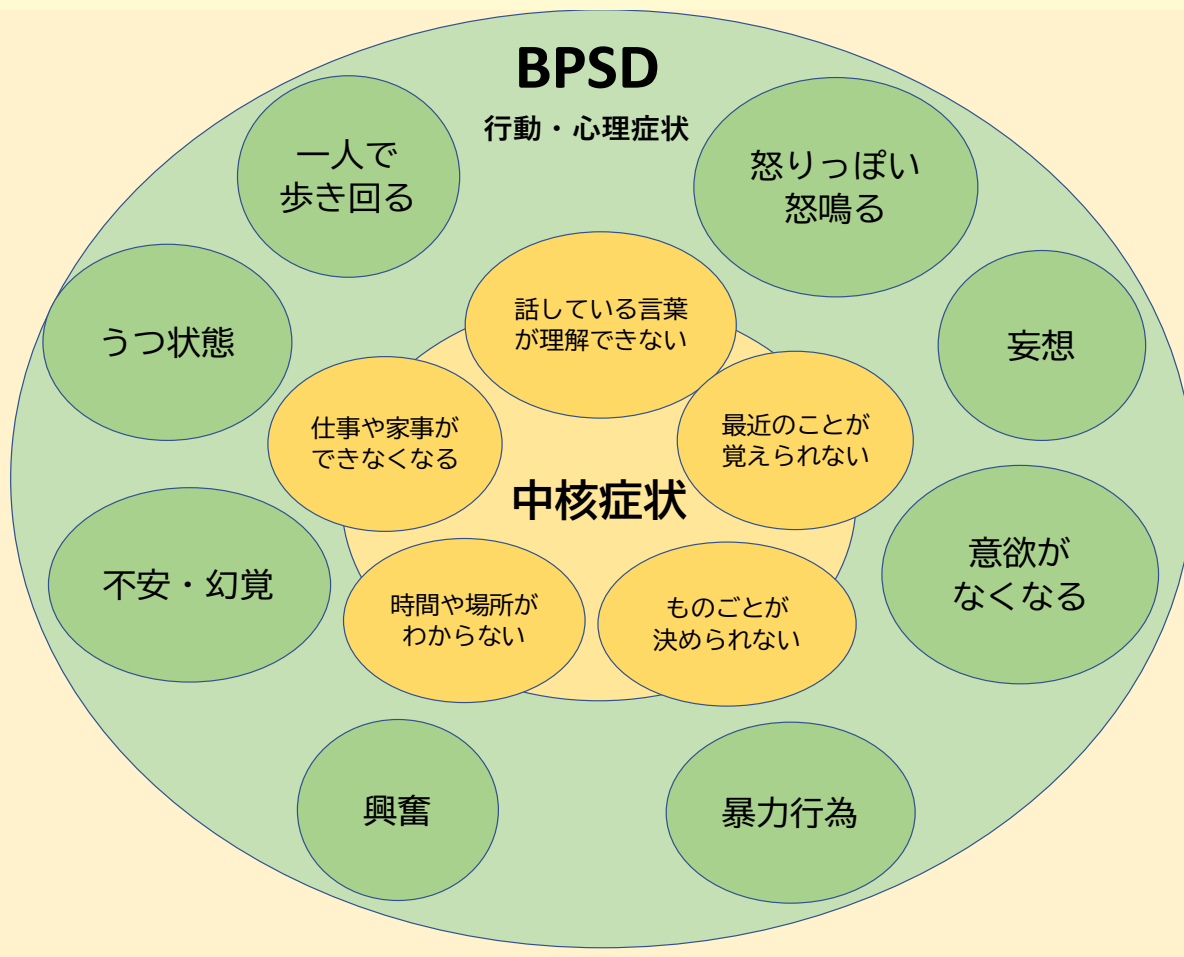 BPSD
行動・心理症状
一人で
歩き回る
怒りっぽい
怒鳴る
うつ状態
妄想
話している言葉
が理解できない
仕事や家事が
できなくなる
最近のことが
覚えられない
中核症状
不安・幻覚
意欲が
なくなる
時間や場所が
わからない
ものごとが
決められない
興奮
暴力行為